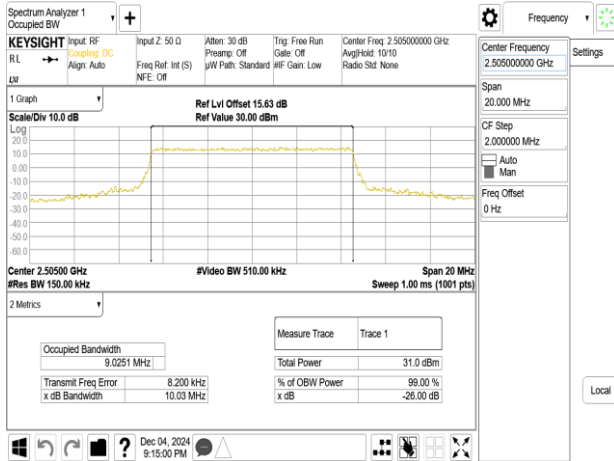 Spectrum Analyzer 1
Occupied BW
Frequency
KEYSIGHT
RL
LXI
Input: RF
Coupling: DC
Align: Auto
Input Z: 50 Ω
Freq Ref: Int (S)
NFE: Off
Atten: 30 dB
Preamp: Off
µW Path: Standard
Trig: Free Run
Gate: Off
#IF Gain: Low
Center Freq: 2.505000000 GHz
Avg|Hold: 10/10
Radio Std: None
Center Frequency
2.505000000 GHz
Settings
Span
20.000 MHz
CF Step
2.000000 MHz
Auto
Man
Freq Offset
0 Hz
Local
1 Graph
Scale/Div 10.0 dB
Ref Lvl Offset 15.63 dB
Ref Value 30.00 dBm
Log
20.0
10.0
0.00
-10.0
-20.0
-30.0
-40.0
-50.0
-60.0
Center 2.50500 GHz
#Res BW 150.00 kHz
#Video BW 510.00 kHz
Span 20 MHz
Sweep 1.00 ms (1001 pts)
2 Metrics
Measure Trace Trace 1
Occupied Bandwidth
9.0251 MHz
Total Power 31.0 dBm
Transmit Freq Error 8.200 kHz
% of OBW Power 99.00 %
x dB Bandwidth 10.03 MHz
x dB -26.00 dB
Dec 04, 2024
9:15:00 PM